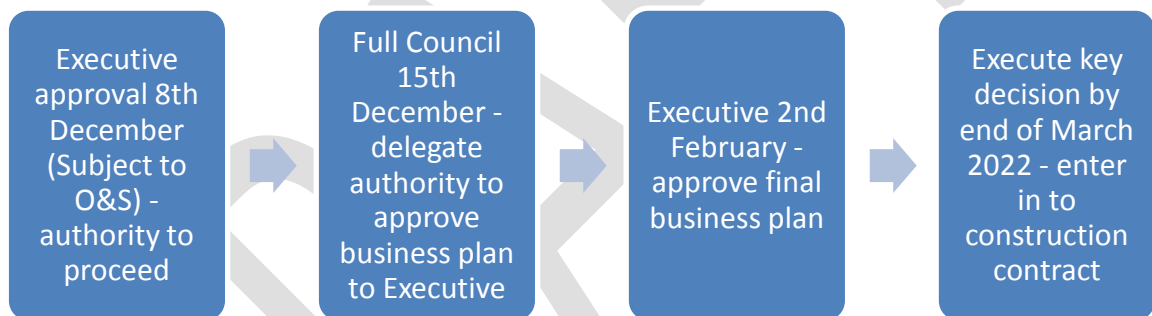 Executive
approval 8th
December
(Subject to
O&S) -
authority to
proceed
Full Council
15th
December -
delegate
authority to
approve
business plan
to Executive
Executive 2nd
February -
approve final
business plan
Execute key
decision by
end of March
2022 - enter
in to
construction
contract